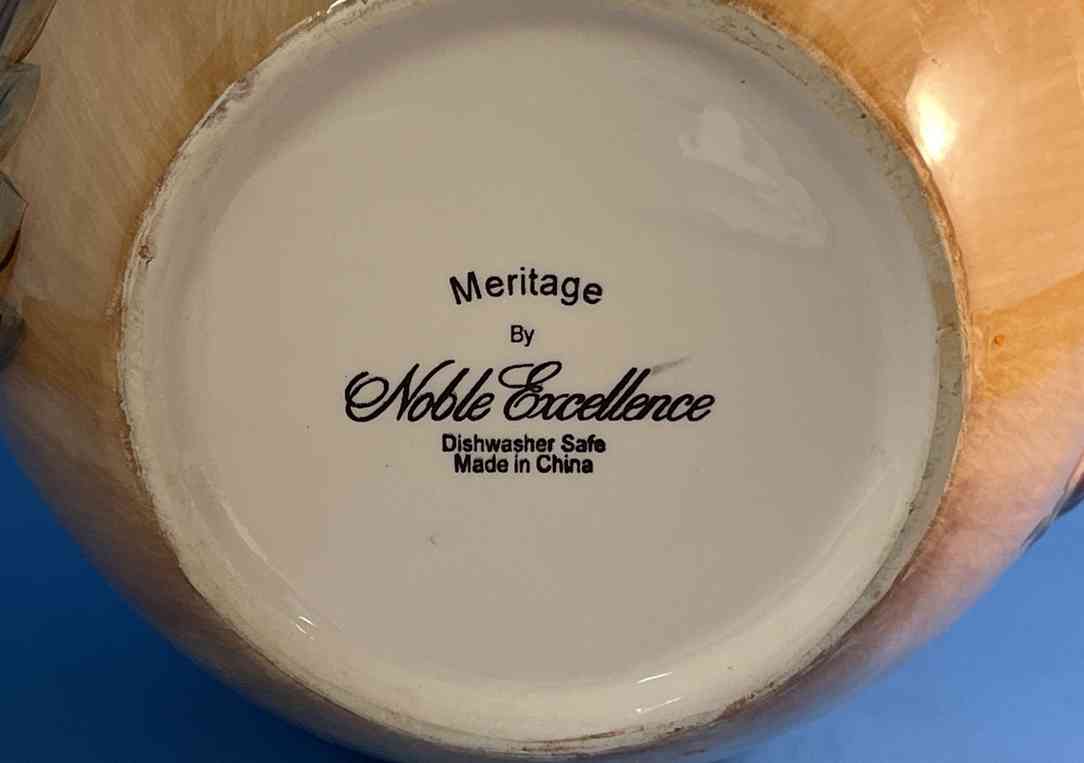 Meritage
By
Noble Excellence
Dishwasher Safe
Made in China